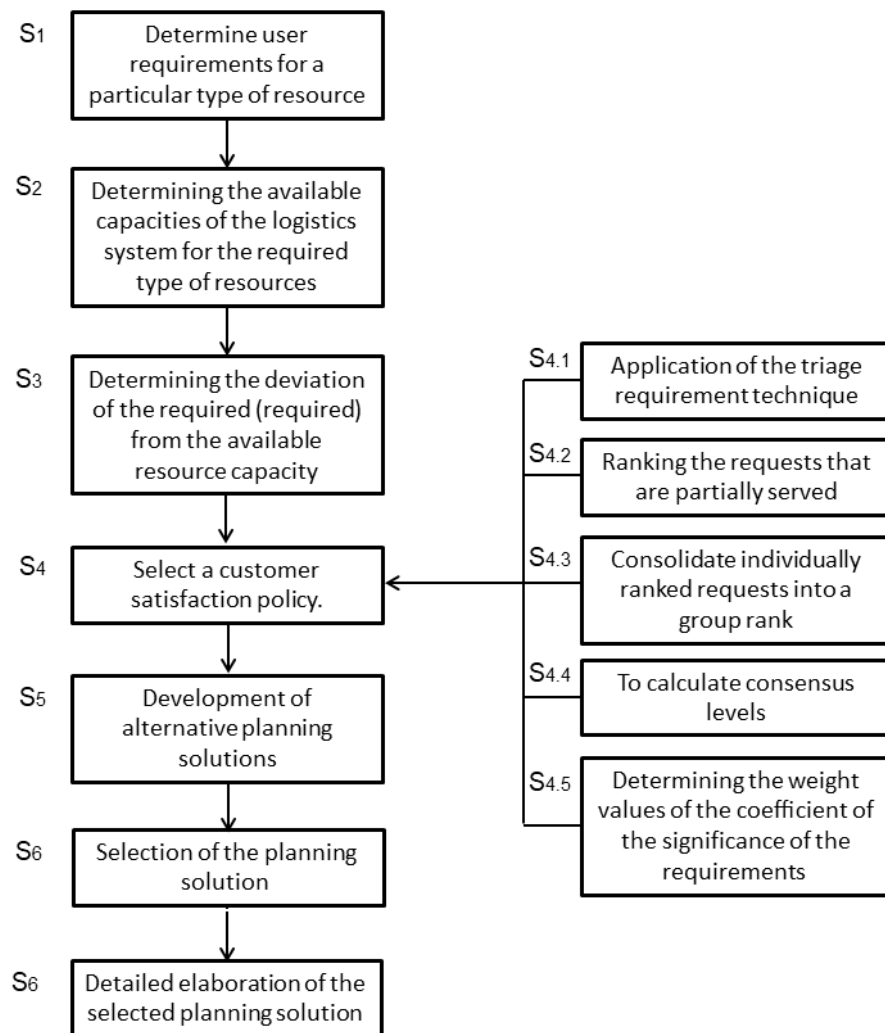 S1
Determine user
requirements for a
particular type of resource
S2
Determining the available
capacities of the logistics
system for the required
type of resources
S3
Determining the deviation
of the required (required)
from the available
resource capacity
S4
Select a customer
satisfaction policy.
S4.1
Application of the triage
requirement technique
S4.2
Ranking the requests that
are partially served
S4.3
Consolidate individually
ranked requests into a
group rank
S4.4
To calculate consensus
levels
S4.5
Determining the weight
values of the coefficient of
the significance of the
requirements
S5
Development of
alternative planning
solutions
S6
Selection of the planning
solution
S6
Detailed elaboration of the
selected planning solution